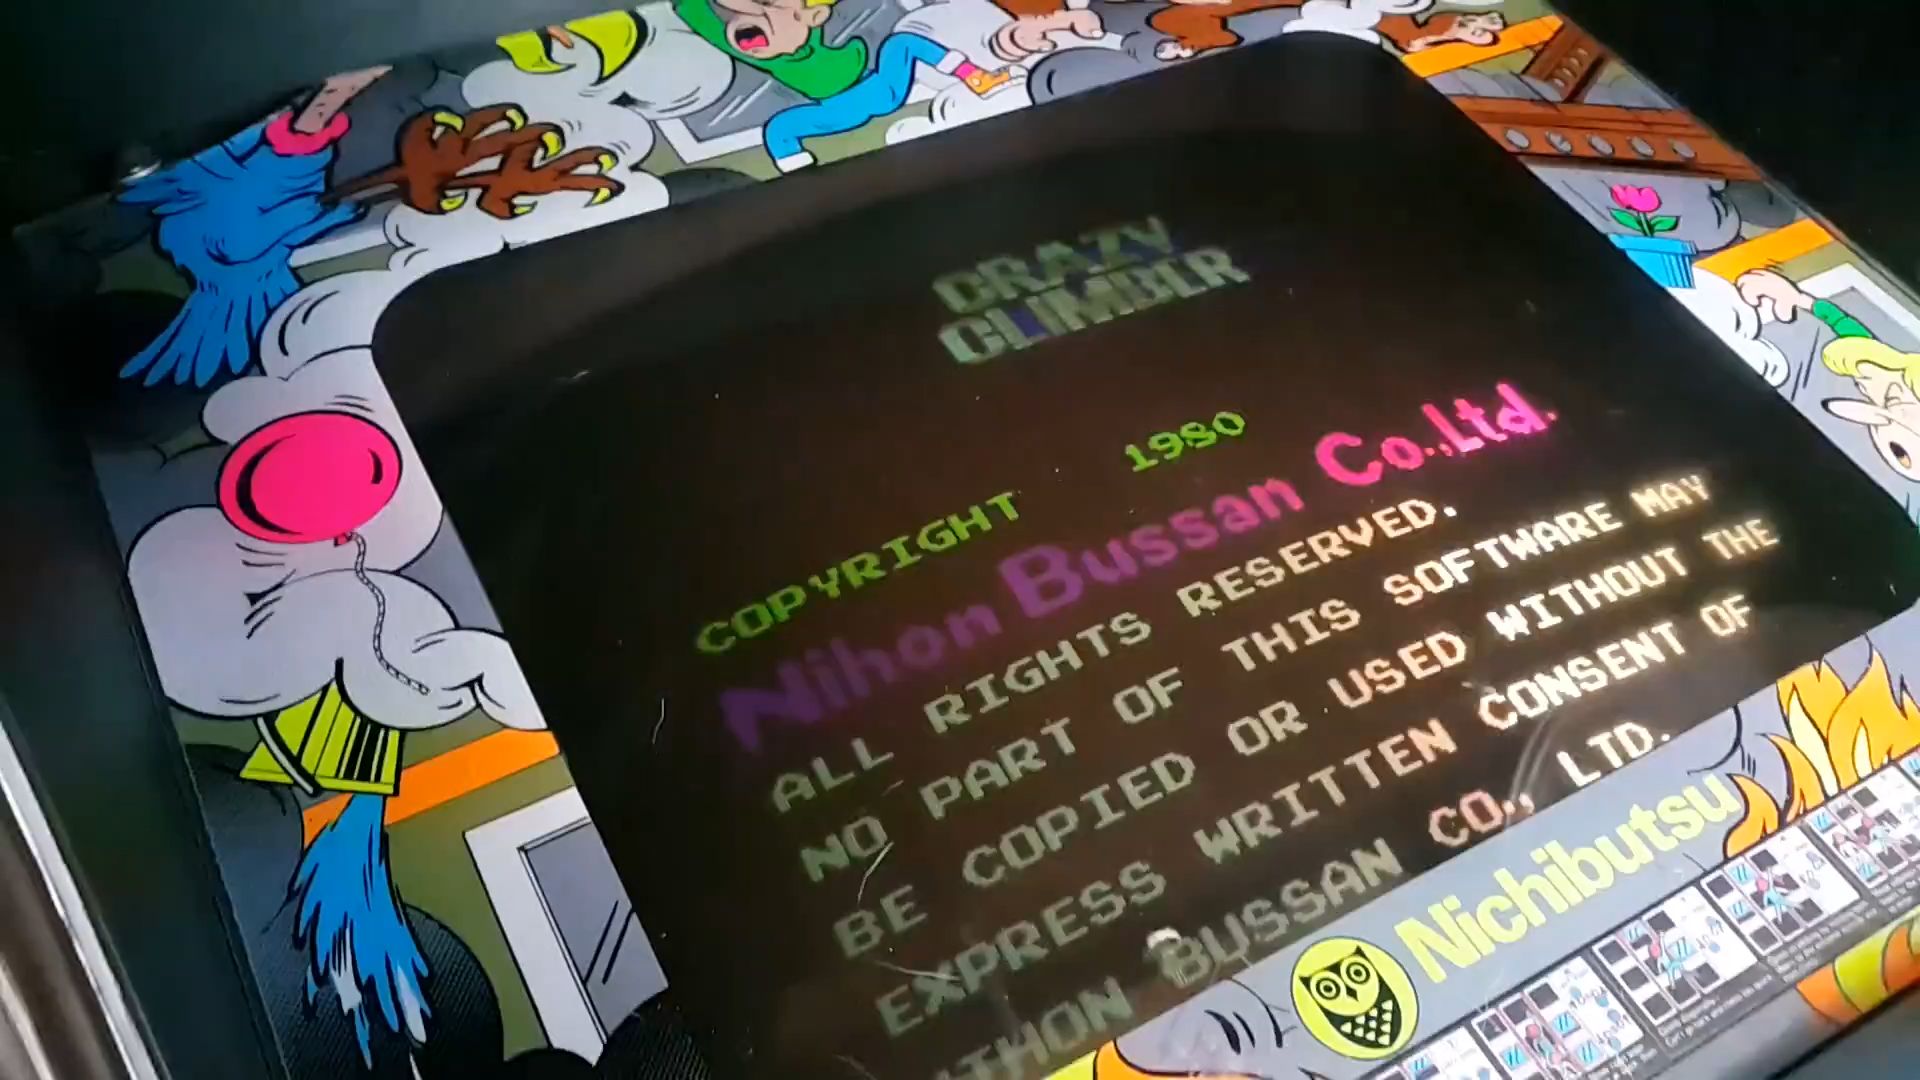 CRAZY
CLIMBER
COPYRIGHT 1980
Nihon Bussan Co.,Ltd.
ALL RIGHTS RESERVED.
NO PART OF THIS SOFTWARE MAY
BE COPIED OR USED WITHOUT THE
EXPRESS WRITTEN CONSENT OF
BUSSAN CO., LTD.
Nichibutsu